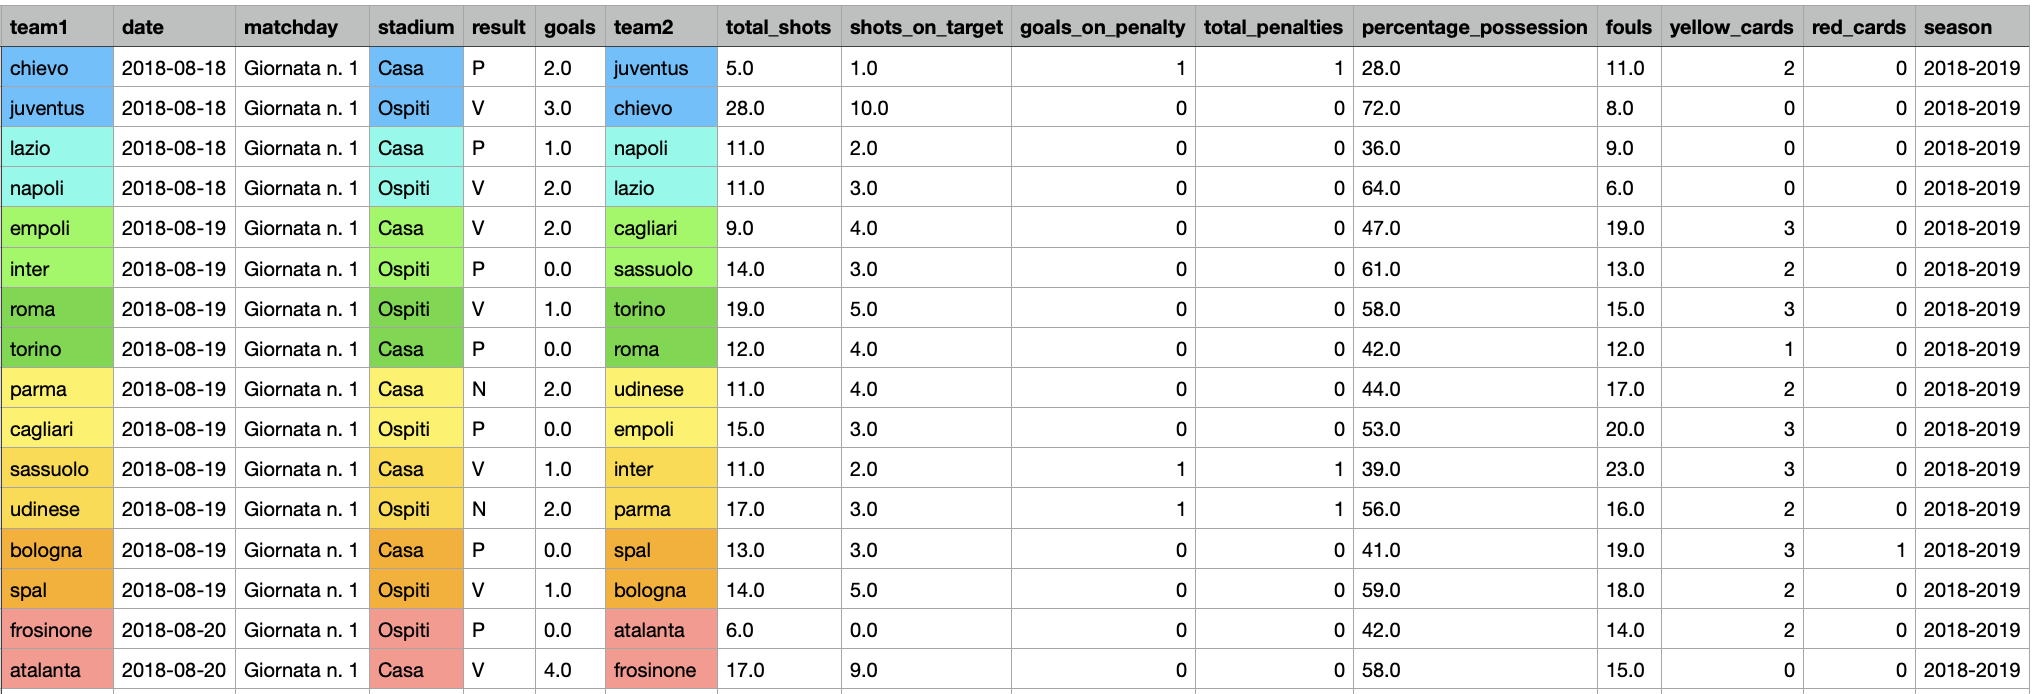 team1 date matchday stadium result goals team2 total_shots shots_on_target goals_on_penalty total_penalties percentage_possession fouls yellow_cards red_cards season
chievo 2018-08-18 Giornata n. 1 Casa P 2.0 juventus 5.0 1.0 1 1 28.0 11.0 2 0 2018-2019
juventus 2018-08-18 Giornata n. 1 Ospiti V 3.0 chievo 28.0 10.0 0 0 72.0 8.0 0 0 2018-2019
lazio 2018-08-18 Giornata n. 1 Casa P 1.0 napoli 11.0 2.0 0 0 36.0 9.0 0 0 2018-2019
napoli 2018-08-18 Giornata n. 1 Ospiti V 2.0 lazio 11.0 3.0 0 0 64.0 6.0 0 0 2018-2019
empoli 2018-08-19 Giornata n. 1 Casa V 2.0 cagliari 9.0 4.0 0 0 47.0 19.0 3 0 2018-2019
inter 2018-08-19 Giornata n. 1 Ospiti P 0.0 sassuolo 14.0 3.0 0 0 61.0 13.0 2 0 2018-2019
roma 2018-08-19 Giornata n. 1 Ospiti V 1.0 torino 19.0 5.0 0 0 58.0 15.0 3 0 2018-2019
torino 2018-08-19 Giornata n. 1 Casa P 0.0 roma 12.0 4.0 0 0 42.0 12.0 1 0 2018-2019
parma 2018-08-19 Giornata n. 1 Casa N 2.0 udinese 11.0 4.0 0 0 44.0 17.0 2 0 2018-2019
cagliari 2018-08-19 Giornata n. 1 Ospiti P 0.0 empoli 15.0 3.0 0 0 53.0 20.0 3 0 2018-2019
sassuolo 2018-08-19 Giornata n. 1 Casa V 1.0 inter 11.0 2.0 1 1 39.0 23.0 3 0 2018-2019
udinese 2018-08-19 Giornata n. 1 Ospiti N 2.0 parma 17.0 3.0 1 1 56.0 16.0 2 0 2018-2019
bologna 2018-08-19 Giornata n. 1 Casa P 0.0 spal 13.0 3.0 0 0 41.0 19.0 3 1 2018-2019
spal 2018-08-19 Giornata n. 1 Ospiti V 1.0 bologna 14.0 5.0 0 0 59.0 18.0 2 0 2018-2019
frosinone 2018-08-20 Giornata n. 1 Ospiti P 0.0 atalanta 6.0 0.0 0 0 42.0 14.0 2 0 2018-2019
atalanta 2018-08-20 Giornata n. 1 Casa V 4.0 frosinone 17.0 9.0 0 0 58.0 15.0 0 0 2018-2019